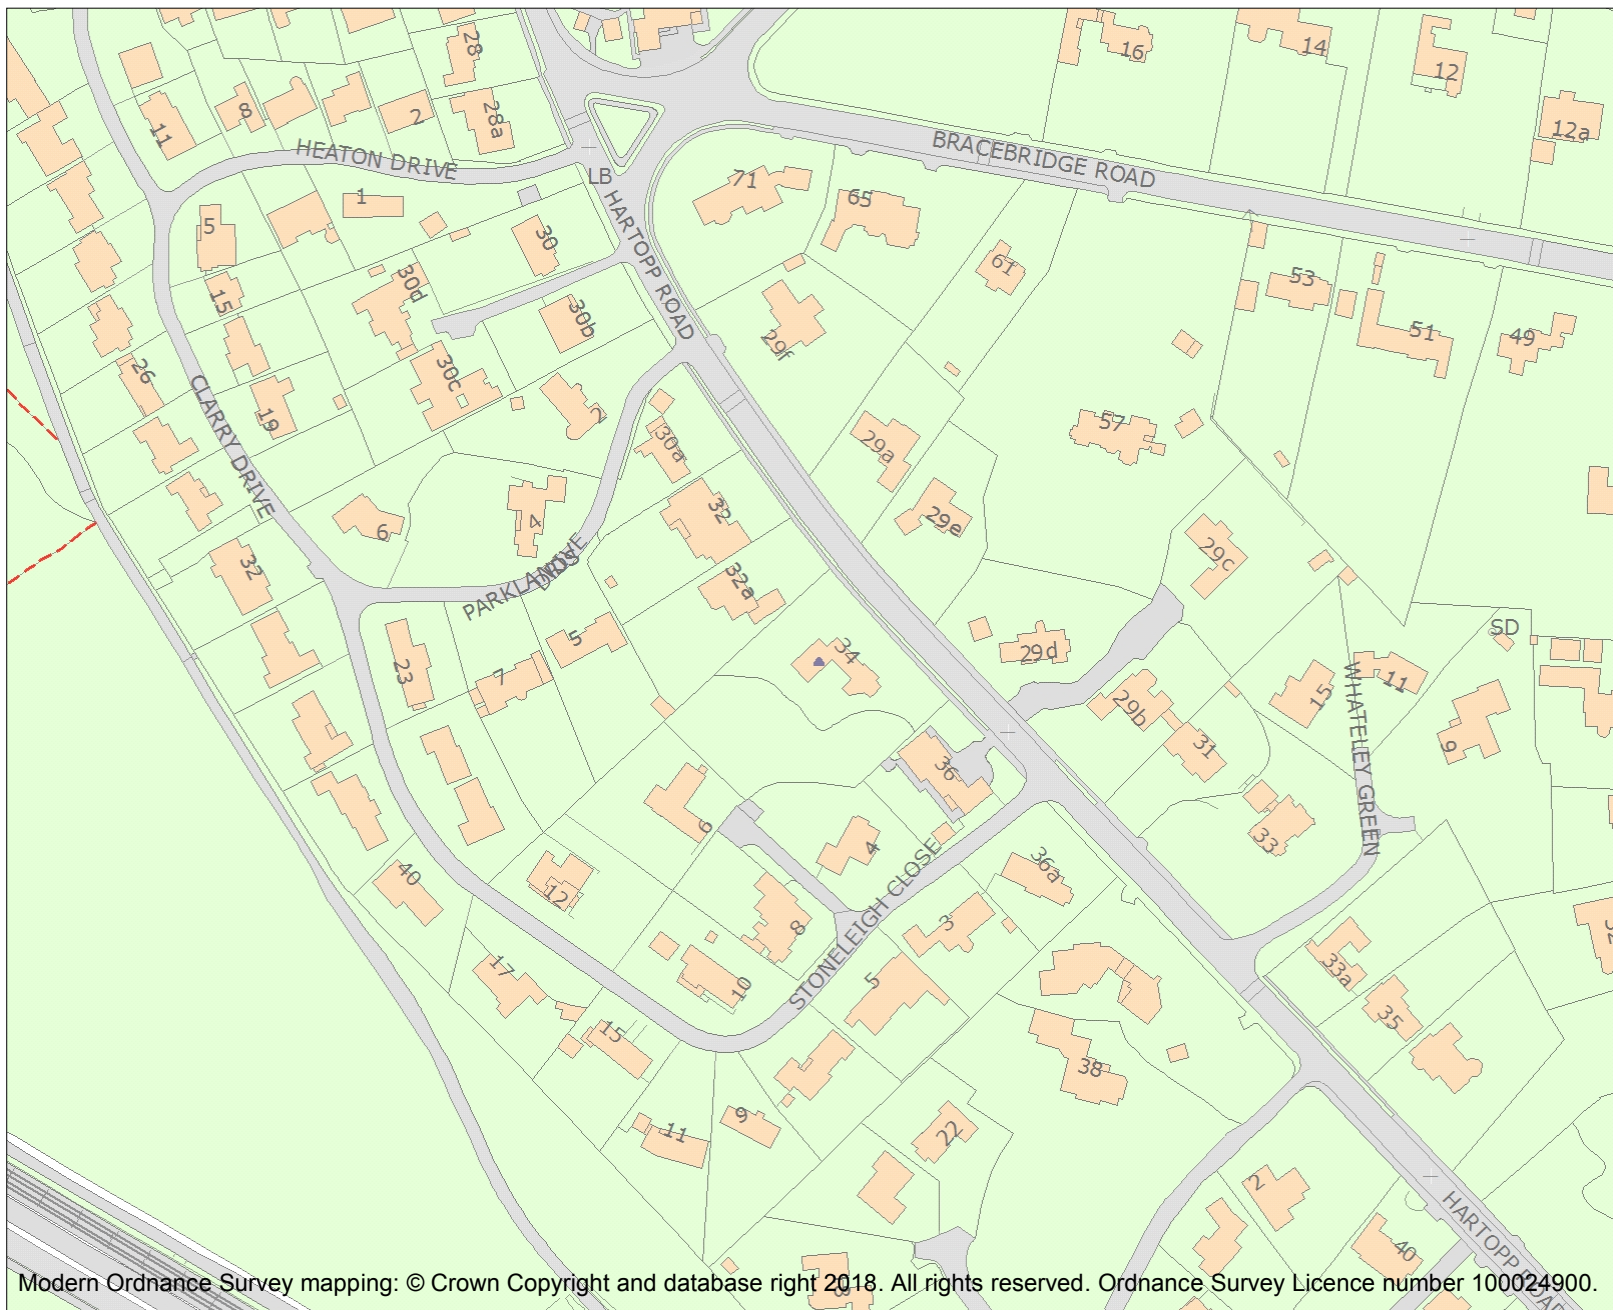 28
16
14
12
11
8
2
28a
12a
HEATON DRIVE
BRACEBRIDGE ROAD
LB
71
1
65
HARTOPP ROAD
5
30
61
30d
15
53
30b
51
49
29f
26
30c
2
19
57
CLARRY DRIVE
30a
29a
32
29e
4
6
29c
32
32a
PARKLANDS
DRIVE
SD
5
34
29d
23
7
11
15
WHATELEY GREEN
29b
31
9
36
6
33
4
40
12
STONELEIGH CLOSE
36a
8
3
17
10
5
33a
15
35
38
9
11
22
2
40
HARTOPP ROAD
Modern Ordnance Survey mapping: © Crown Copyright and database right 2018. All rights reserved. Ordnance Survey Licence number 100024900.